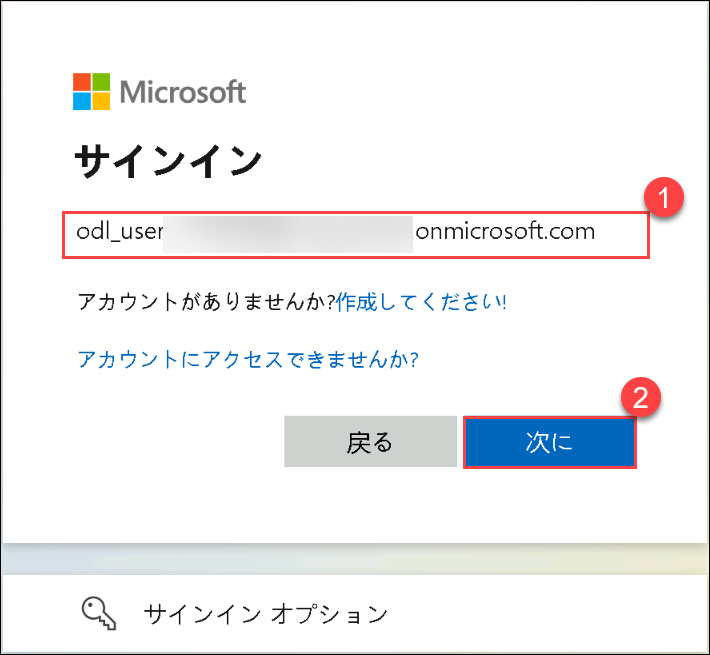 Microsoft
サインイン
1
odl_user onmicrosoft.com
アカウントがありませんか?作成してください!
アカウントにアクセスできませんか?
2
戻る 次に
サインイン オプション